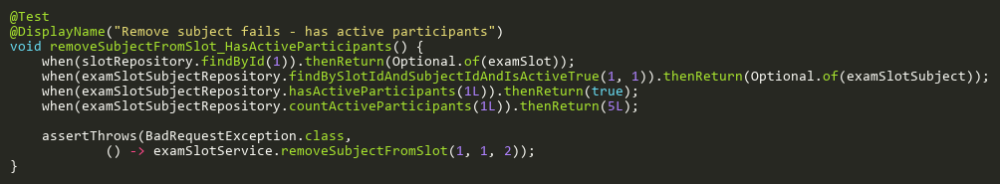 @Test
@DisplayName("Remove subject fails - has active participants")
void removeSubjectFromSlot_HasActiveParticipants() {
    when(slotRepository.findById(1)).thenReturn(Optional.of(examSlot));
    when(examSlotSubjectRepository.findBySlotIdAndSubjectIdAndIsActiveTrue(1, 1)).thenReturn(Optional.of(examSlotSubject));
    when(examSlotSubjectRepository.hasActiveParticipants(1L)).thenReturn(true);
    when(examSlotSubjectRepository.countActiveParticipants(1L)).thenReturn(5L);

    assertThrows(BadRequestException.class,
            () -> examSlotService.removeSubjectFromSlot(1, 1, 2));
}